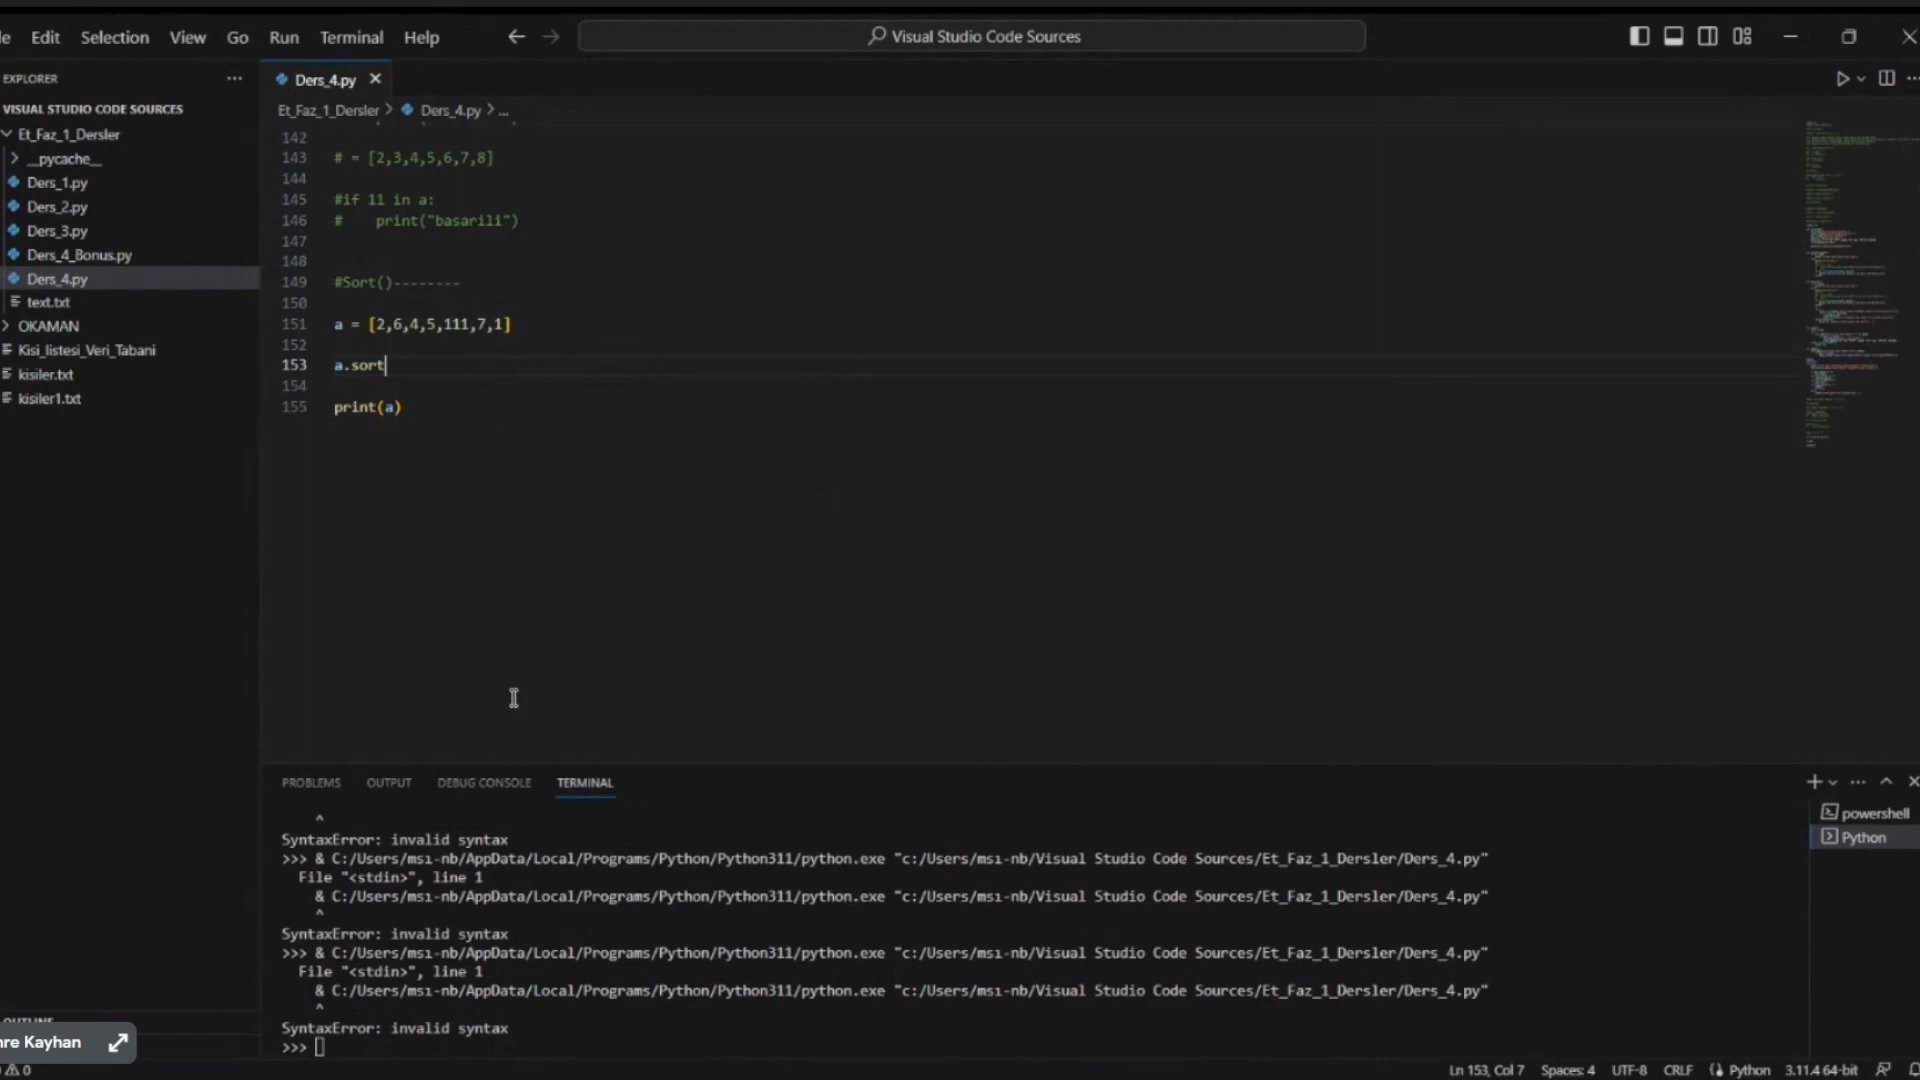 Edit Selection View Go Run Terminal Help
Visual Studio Code Sources
EXPLORER
VISUAL STUDIO CODE SOURCES
Et_Faz_1_Dersler
__pycache__
Ders_1.py
Ders_2.py
Ders_3.py
Ders_4_Bonus.py
Ders_4.py
text.txt
OKAMAN
Kisi_listesi_Veri_Tabani
kisiler.txt
kisiler1.txt
Ders_4.py
Et_Faz_1_Dersler > Ders_4.py > ...
142
143 # = [2,3,4,5,6,7,8]
144
145 #if 11 in a:
146 # print("basarili")
147
148
149 #Sort()--------
150
151 a = [2,6,4,5,111,7,1]
152
153 a.sort
154
155 print(a)
PROBLEMS OUTPUT DEBUG CONSOLE TERMINAL
^
SyntaxError: invalid syntax
>>> & C:/Users/msı-nb/AppData/Local/Programs/Python/Python311/python.exe "c:/Users/msı-nb/Visual Studio Code Sources/Et_Faz_1_Dersler/Ders_4.py"
File "<stdin>", line 1
& C:/Users/msı-nb/AppData/Local/Programs/Python/Python311/python.exe "c:/Users/msı-nb/Visual Studio Code Sources/Et_Faz_1_Dersler/Ders_4.py"
^
SyntaxError: invalid syntax
>>> & C:/Users/msı-nb/AppData/Local/Programs/Python/Python311/python.exe "c:/Users/msı-nb/Visual Studio Code Sources/Et_Faz_1_Dersler/Ders_4.py"
File "<stdin>", line 1
& C:/Users/msı-nb/AppData/Local/Programs/Python/Python311/python.exe "c:/Users/msı-nb/Visual Studio Code Sources/Et_Faz_1_Dersler/Ders_4.py"
^
SyntaxError: invalid syntax
>>>
powershell
Python
Kayhan
0
Ln 153, Col 7 Spaces: 4 UTF-8 CRLF Python 3.11.4 64-bit